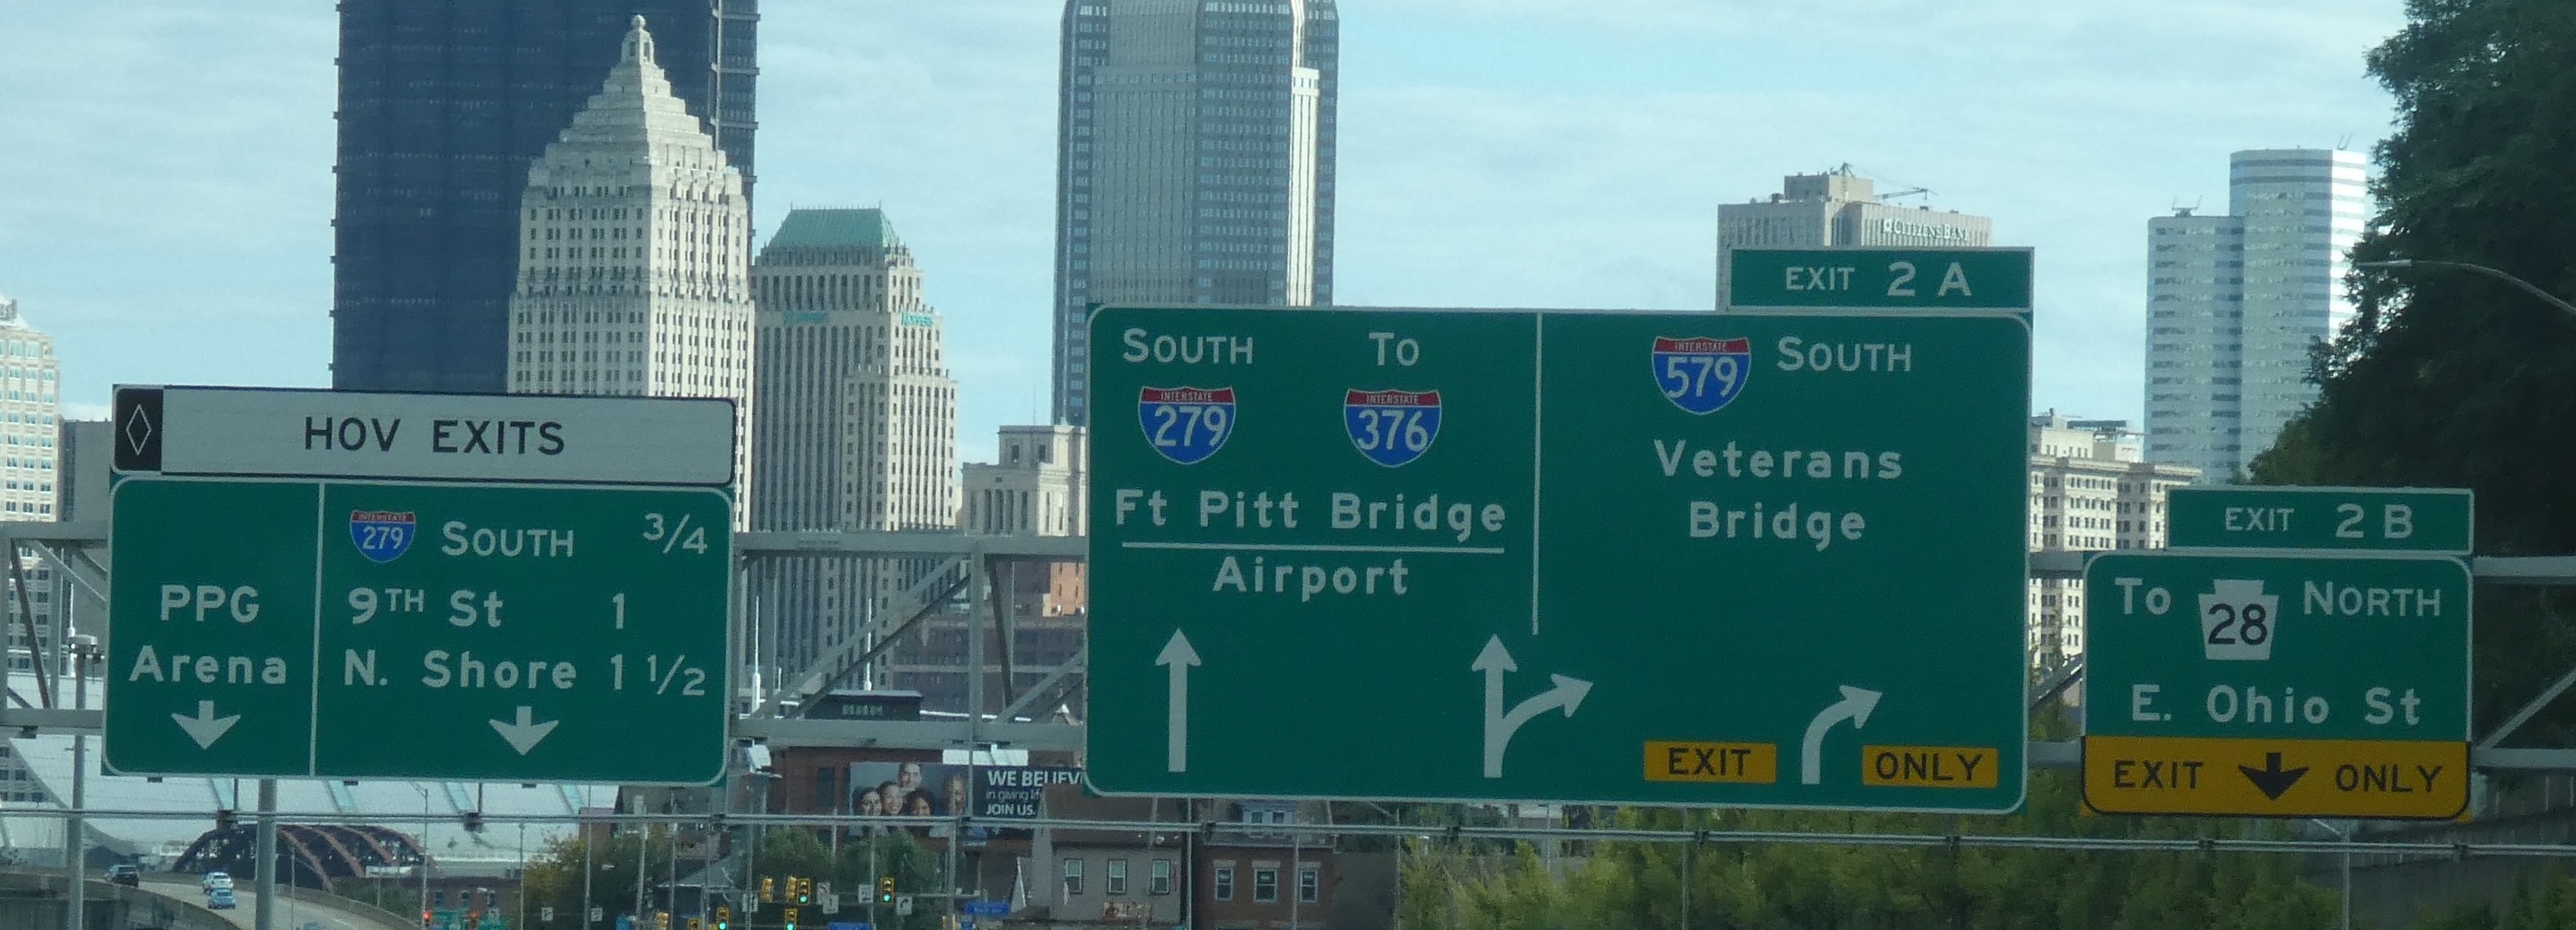 CITIZENS BANK
HOV EXITS
PPG
Arena
INTERSTATE
279 SOUTH 3/4
9TH St 1
N. Shore 1 1/2
SOUTH TO
INTERSTATE INTERSTATE
279 376
Ft Pitt Bridge
Airport
EXIT 2 A
INTERSTATE
579 SOUTH
Veterans
Bridge
EXIT ONLY
EXIT 2 B
To 28 NORTH
E. Ohio St
EXIT ONLY
WE BELIEV
in giving
JOIN US.